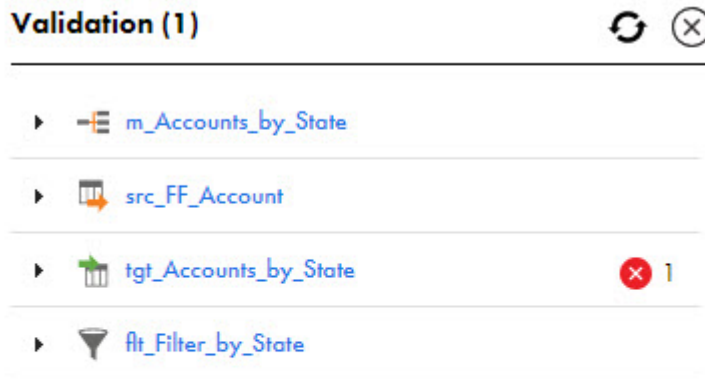 Validation (1)
m_Accounts_by_State
src_FF_Account
tgt_Accounts_by_State 1
flt_Filter_by_State